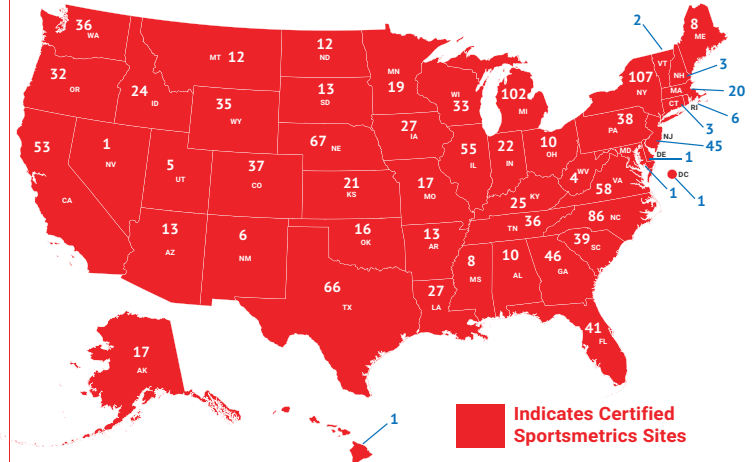 36
WA
32
OR
24
ID
MT 12
35
WY
12
ND
13
SD
67 NE
53
CA
1
NV
5
UT
37
CO
21
KS
13
AZ
6
NM
16
OK
66
TX
MN
19
27
IA
17
MO
13
AR
27
LA
WI
33
102
MI
55
IL
22
IN
10
OH
25
KY
TN 36
8
MS
10
AL
46
GA
41
FL
39
SC
86 NC
58
VA
4
WV
38
PA
107
NY
2
VT
8
ME
NH
3
MA
20
CT
3
RI
6
NJ
45
DE
1
MD
1
DC
1
17
AK
1
Indicates Certified
Sportsmetrics Sites